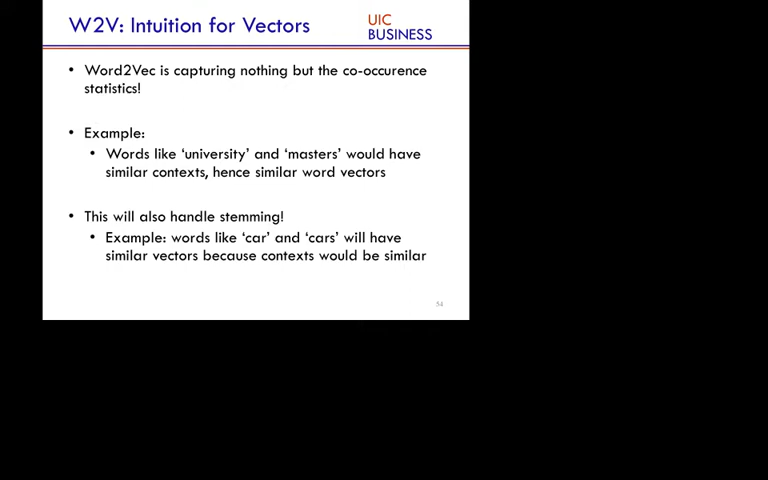 W2V: Intuition for Vectors
UIC
BUSINESS
• Word2Vec is capturing nothing but the co-occurence
statistics!
• Example:
• Words like ‘university’ and ‘masters’ would have
similar contexts, hence similar word vectors
• This will also handle stemming!
• Example: words like ‘car’ and ‘cars’ will have
similar vectors because contexts would be similar
54